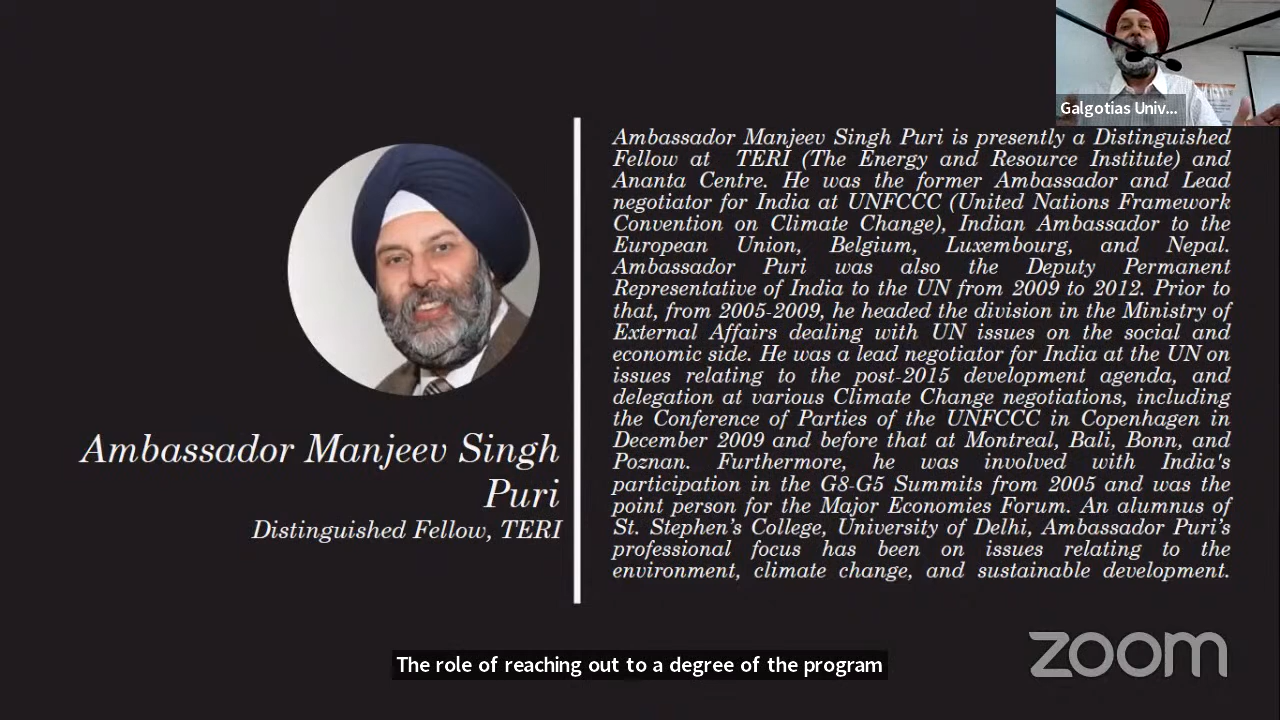 Galgotias Univ...
Ambassador Manjeev Singh Puri is presently a Distinguished
Fellow at TERI (The Energy and Resource Institute) and
Ananta Centre. He was the former Ambassador and Lead
negotiator for India at UNFCCC (United Nations Framework
Convention on Climate Change), Indian Ambassador to the
European Union, Belgium, Luxembourg, and Nepal.
Ambassador Puri was also the Deputy Permanent
Representative of India to the UN from 2009 to 2012. Prior to
that, from 2005-2009, he headed the division in the Ministry of
External Affairs dealing with UN issues on the social and
economic side. He was a lead negotiator for India at the UN on
issues relating to the post-2015 development agenda, and
delegation at various Climate Change negotiations, including
the Conference of Parties of the UNFCCC in Copenhagen in
December 2009 and before that at Montreal, Bali, Bonn, and
Poznan. Furthermore, he was involved with India's
participation in the G8-G5 Summits from 2005 and was the
point person for the Major Economies Forum. An alumnus of
St. Stephen's College, University of Delhi, Ambassador Puri's
professional focus has been on issues relating to the
environment, climate change, and sustainable development.
Ambassador Manjeev Singh
Puri
Distinguished Fellow, TERI
The role of reaching out to a degree of the program
zoom